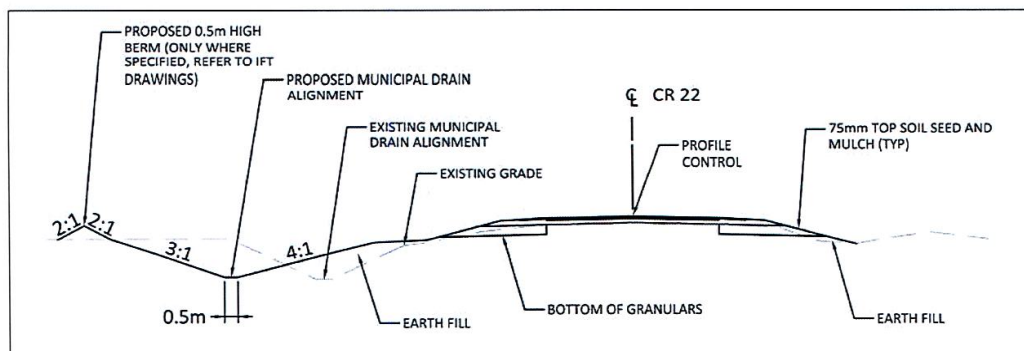 PROPOSED 0.5m HIGH
BERM (ONLY WHERE
SPECIFIED, REFER TO IFT
DRAWINGS)
PROPOSED MUNICIPAL DRAIN
ALIGNMENT
EXISTING MUNICIPAL
DRAIN ALIGNMENT
EXISTING GRADE
℄ CR 22
PROFILE
CONTROL
75mm TOP SOIL SEED AND
MULCH (TYP)
2:1
2:1
3:1
4:1
0.5m
EARTH FILL
BOTTOM OF GRANULARS
EARTH FILL